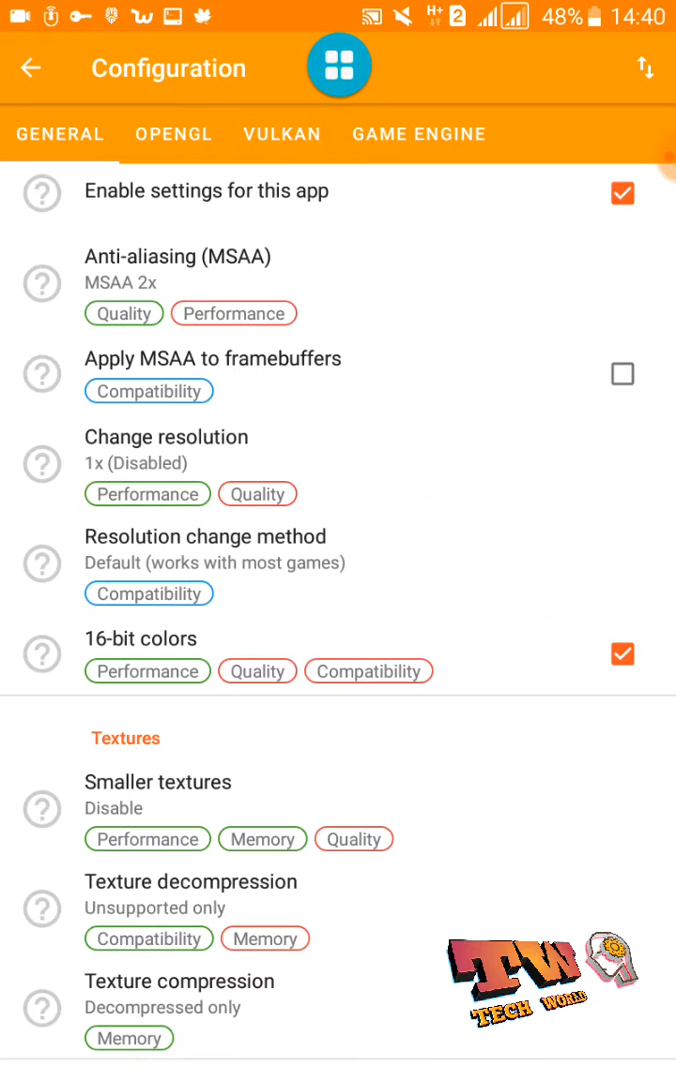 H+ 2 48% 14:40
Configuration
GENERAL OPENGL VULKAN GAME ENGINE
Enable settings for this app
Anti-aliasing (MSAA)
MSAA 2x
Quality Performance
Apply MSAA to framebuffers
Compatibility
Change resolution
1x (Disabled)
Performance Quality
Resolution change method
Default (works with most games)
Compatibility
16-bit colors
Performance Quality Compatibility
Textures
Smaller textures
Disable
Performance Memory Quality
Texture decompression
Unsupported only
Compatibility Memory
Texture compression
Decompressed only
Memory
TW
TECH WORLD